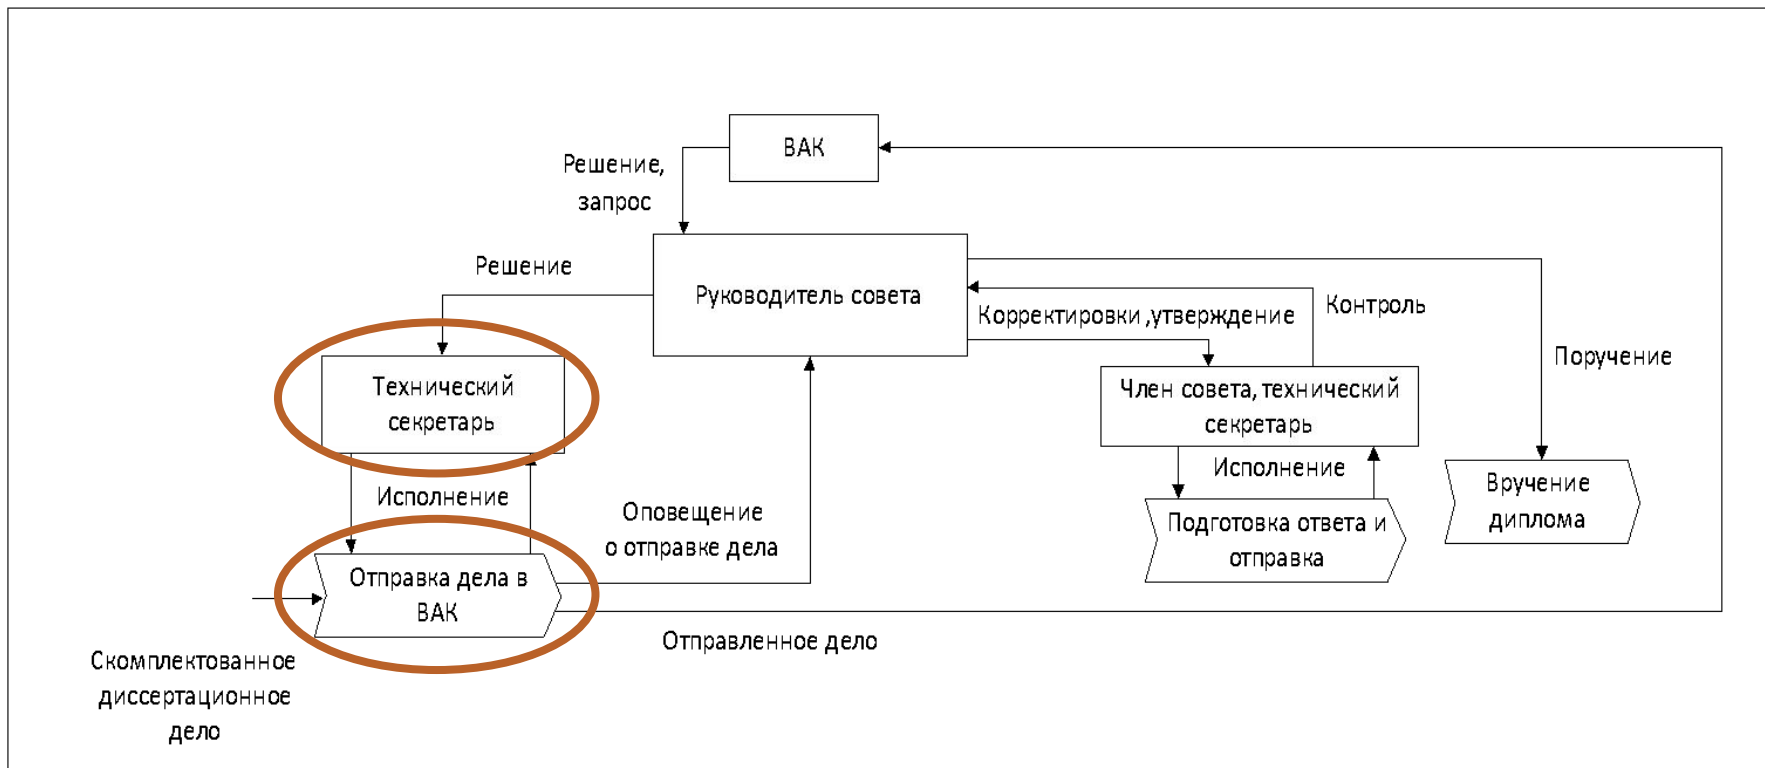 ВАК
Решение,
запрос
Решение
Руководитель совета
Корректировки ,утверждение
Контроль
Поручение
Технический
секретарь
Член совета, технический
секретарь
Исполнение
Исполнение
Вручение
диплома
Оповещение
о отправке дела
Подготовка ответа и
отправка
Отправка дела в
ВАК
Отправленное дело
Скомплектованное
диссертационное
дело